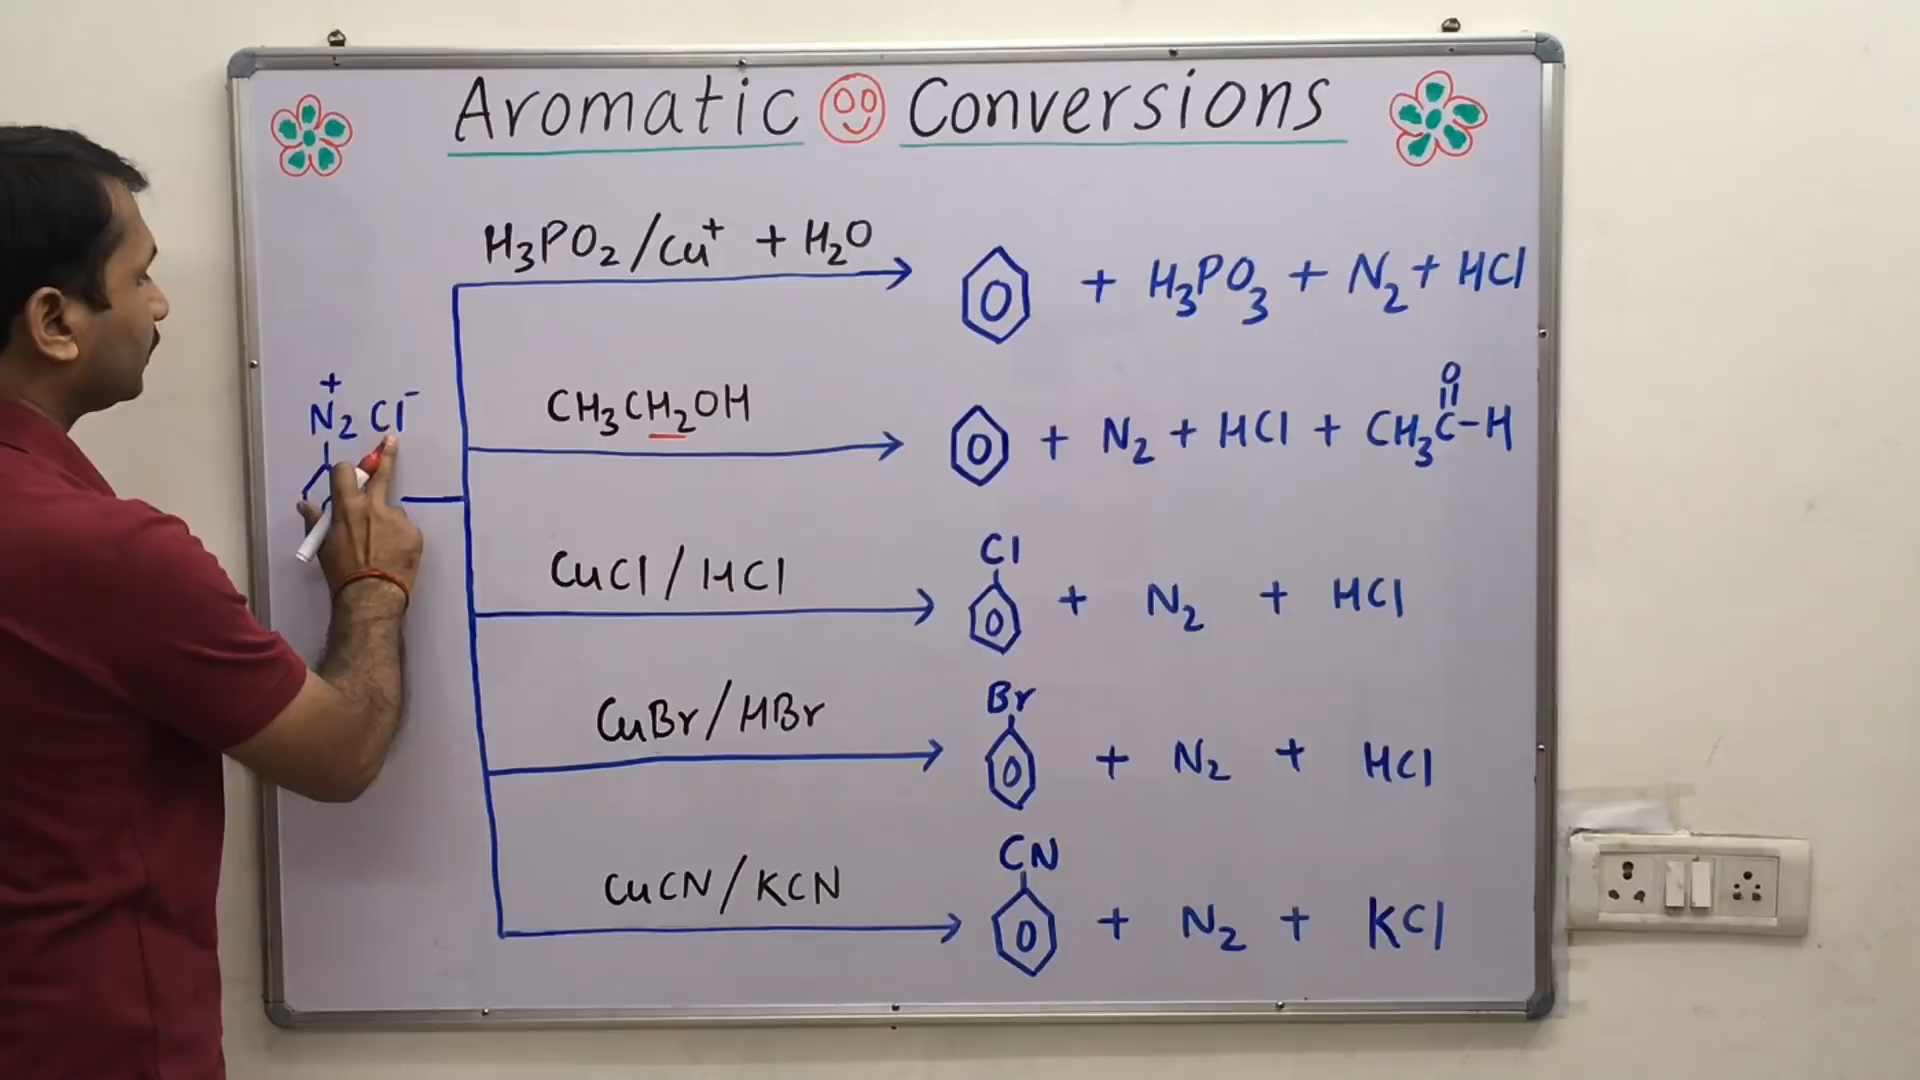 Aromatic Conversions
H₃PO₂/Cu⁺ + H₂O
+ H₃PO₃ + N₂ + HCl
N₂⁺Cl⁻
CH₃CH₂OH
O
+ N₂ + HCl + CH₃C-H
CuCl/HCl
Cl
+ N₂ + HCl
CuBr/HBr
Br
+ N₂ + HCl
CuCN/KCN
CN
+ N₂ + KCl